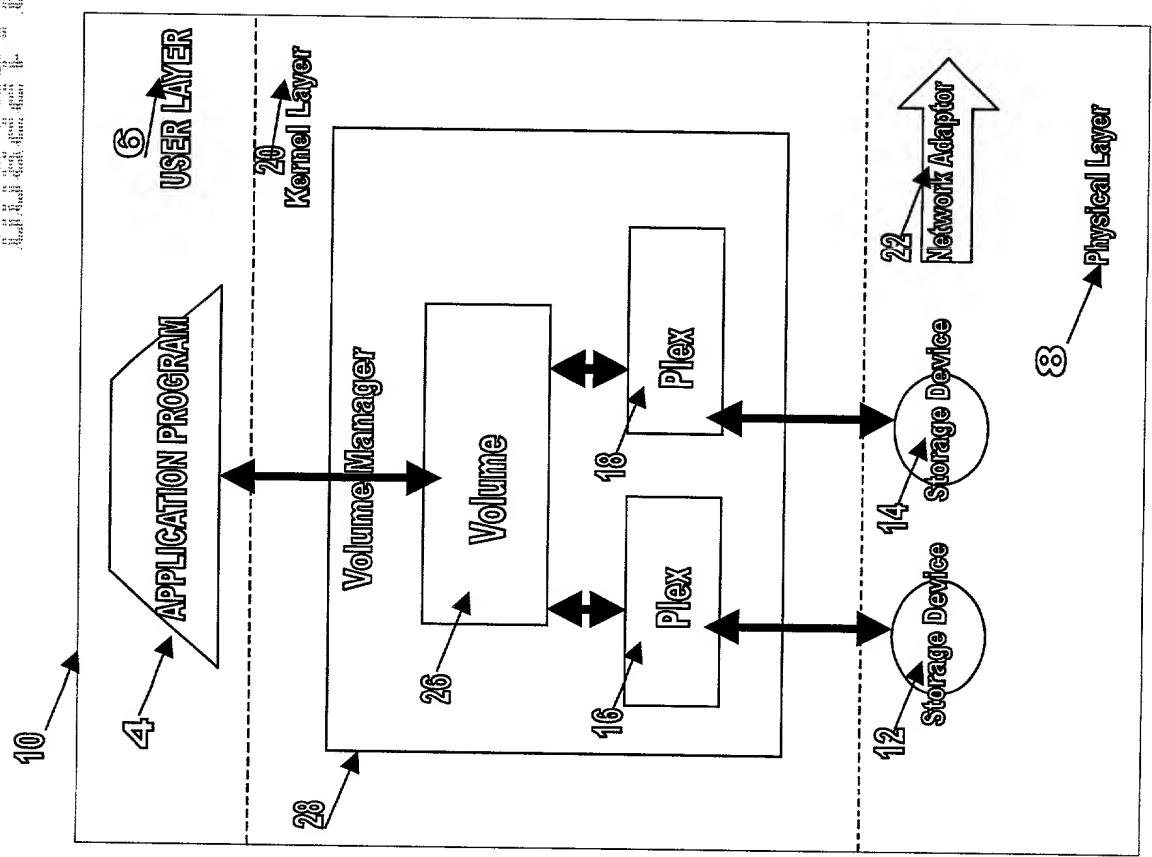 10
4
APPLICATION PROGRAM
6
USER LAYER
20
Kernel Layer
28
Volume Manager
26
Volume
16
Plex
18
Plex
12
Storage Device
14
Storage Device
22
Network Adaptor
8
Physical Layer